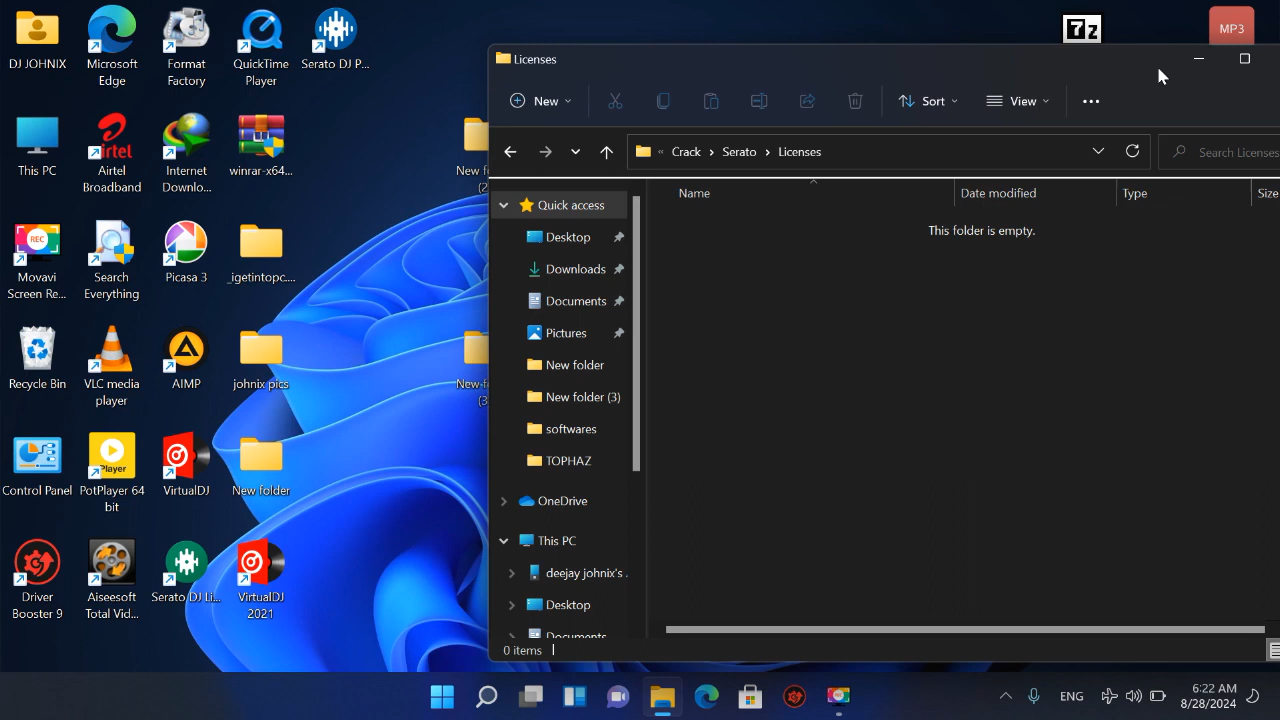 DJ JOHNIX
Microsoft
Edge
Format
Factory
QuickTime
Player
Serato DJ P...
7z
MP3
This PC
airtel
Airtel
Broadband
Internet
Downlo...
winrar-x64...
REC
Movavi
Screen Re...
Search
Everything
Picasa 3
_igetintopc....
Recycle Bin
VLC media
player
AIMP
johnix pics
Control Panel
Player
PotPlayer 64
bit
VirtualDJ
New folder
Driver
Booster 9
Aiseesoft
Total Vid...
Serato DJ Li...
VirtualDJ
2021
Licenses
New
Sort
View
Crack
Serato
Licenses
Search Licenses
Name
Date modified
Type
Size
This folder is empty.
Quick access
Desktop
Downloads
Documents
Pictures
New folder
New folder (3)
softwares
TOPHAZ
OneDrive
This PC
deejay johnix's
Desktop
Documents
0 items
ENG
6:22 AM
8/28/2024